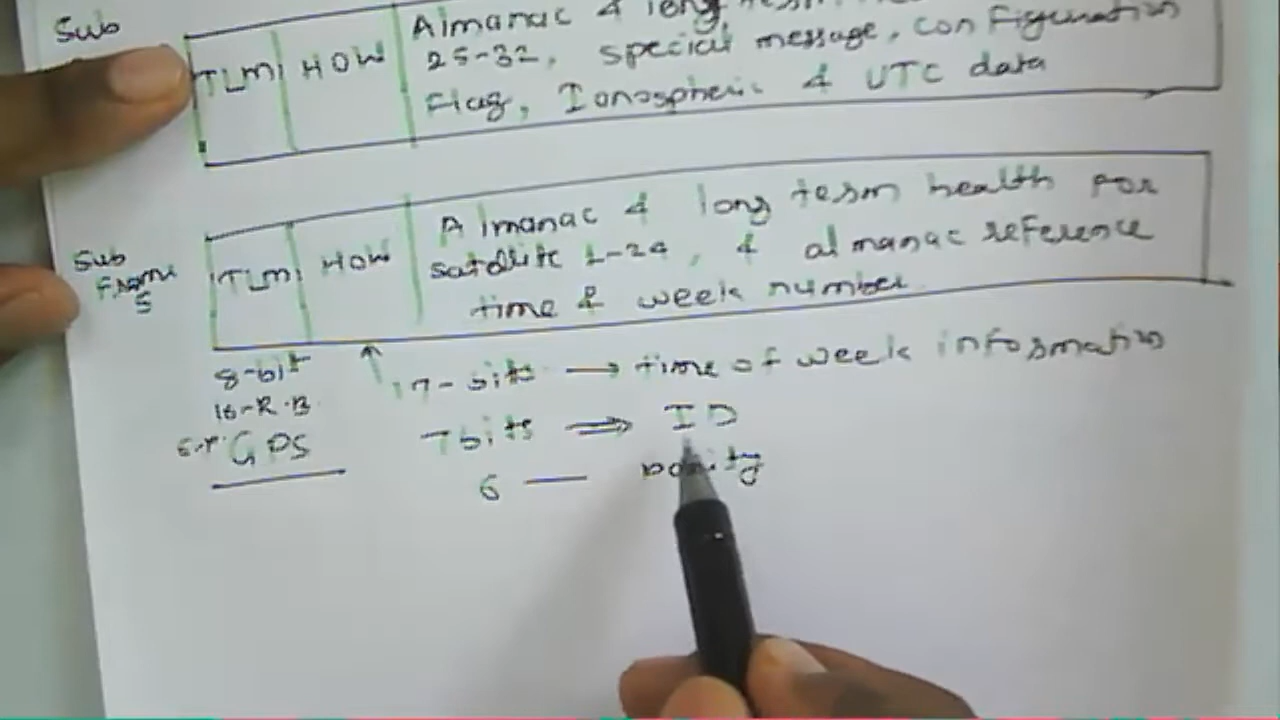 Sub
TLM HOW Almanac & long
25-32, special message, configuration
Flag, Ionospheric & UTC data
Sub Frame 5
TLM HOW Almanac & long term health For
satellite 1-24, & almanac reference
time & week number
8-bit
16-R.B
6-P
GPS
17-bits → time of week information
7bits ⇒ ID
6 — parity